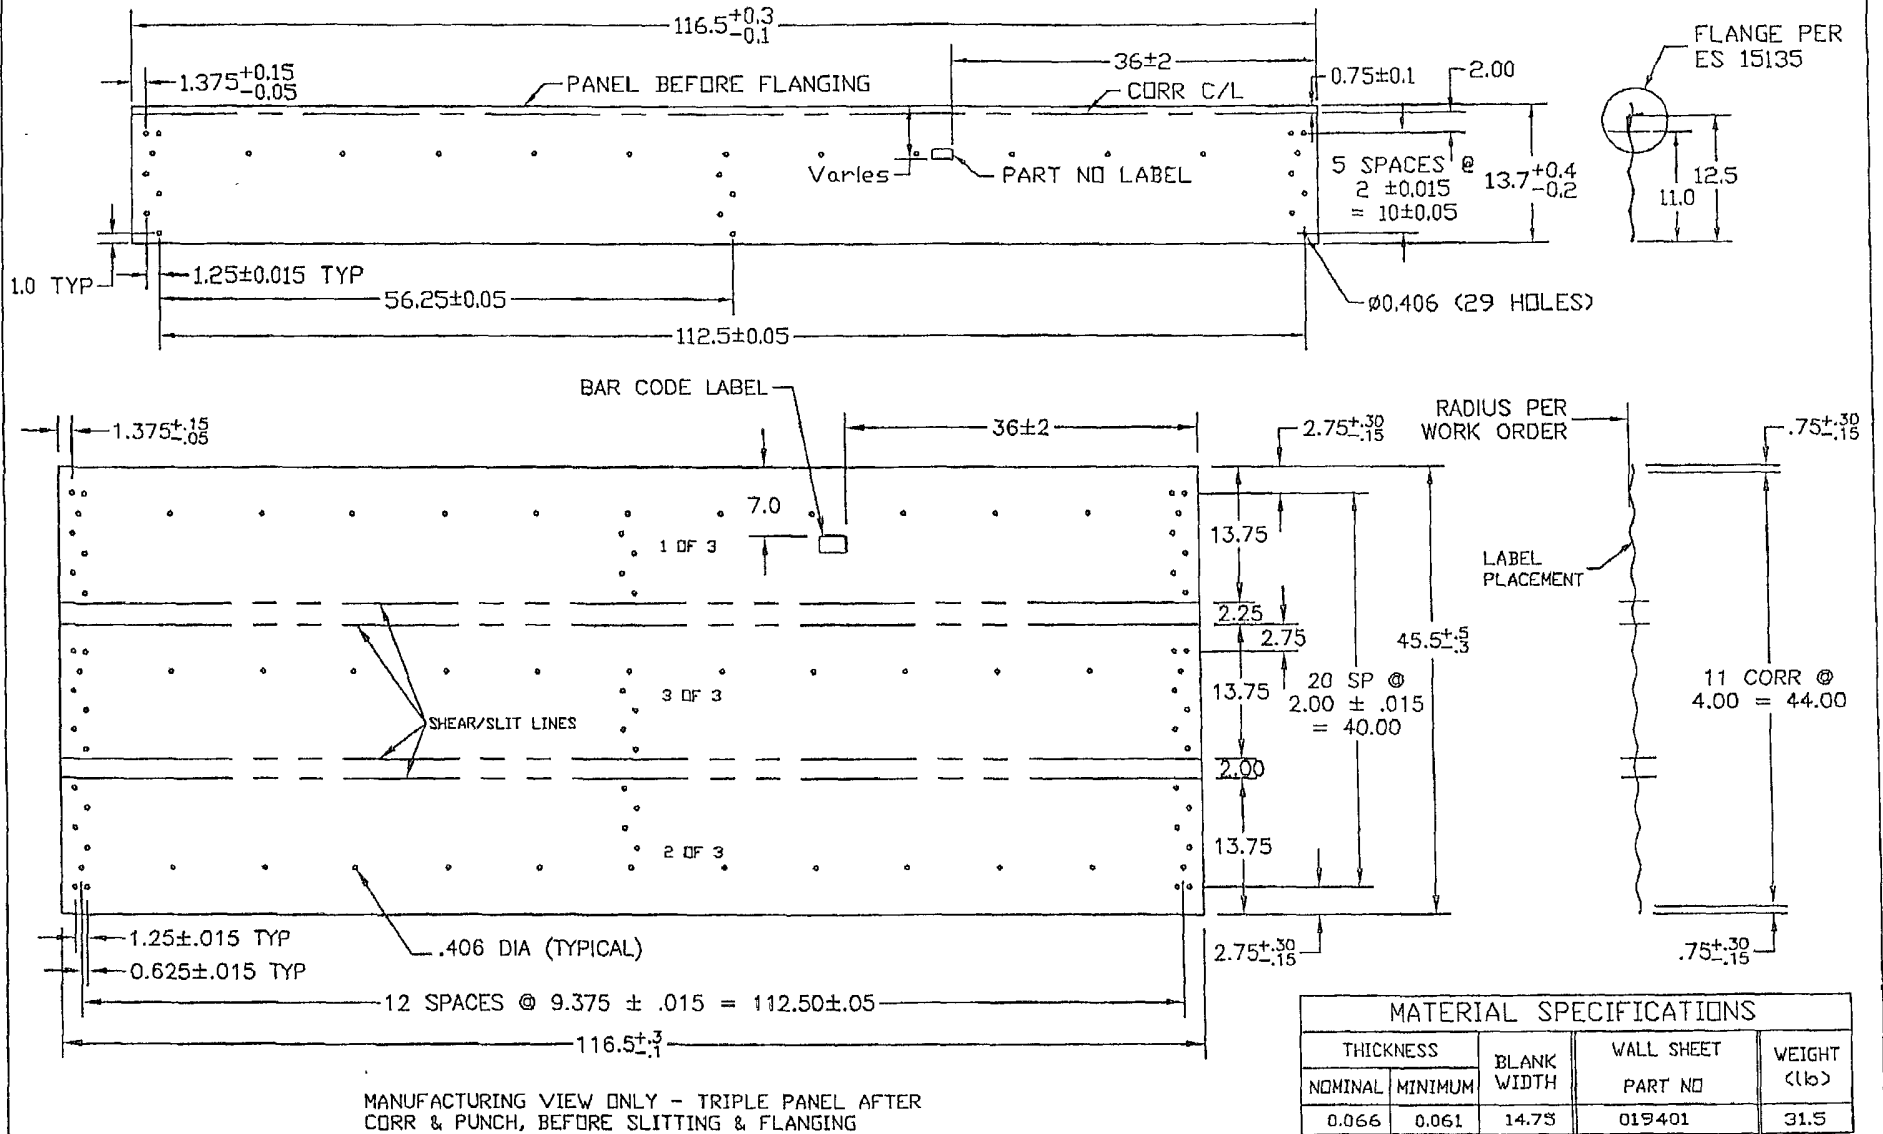 116.5+0.3 -0.1
FLANGE PER
ES 15135
36±2
1.375+0.15 -0.05
PANEL BEFORE FLANGING
CORR C/L
0.75±0.1
2.00
Varies
PART NO LABEL
5 SPACES @
2 ±0.015
= 10±0.05
13.7+0.4 -0.2
12.5
11.0
1.0 TYP
1.25±0.015 TYP
56.25±0.05
Ø0.406 (29 HOLES)
112.5±0.05
BAR CODE LABEL
RADIUS PER
WORK ORDER
1.375+.15 -.05
36±2
2.75+.30 -.15
.75+.30 -.15
7.0
13.75
1 OF 3
LABEL
PLACEMENT
2.25
2.75
45.5+.5 -.3
3 OF 3
13.75
20 SP @
2.00 ± .015
= 40.00
11 CORR @
4.00 = 44.00
SHEAR/SLIT LINES
2.00
13.75
2 OF 3
1.25±.015 TYP
.406 DIA (TYPICAL)
2.75+.30 -.15
.75+.30 -.15
0.625±.015 TYP
12 SPACES @ 9.375 ± .015 = 112.50±.05
116.5+.3 -.1
MATERIAL SPECIFICATIONS
THICKNESS
BLANK
WIDTH
WALL SHEET
PART NO
WEIGHT
(lb)
NOMINAL MINIMUM
0.066 0.061 14.75 019401 31.5
MANUFACTURING VIEW ONLY - TRIPLE PANEL AFTER
CORR & PUNCH, BEFORE SLITTING & FLANGING